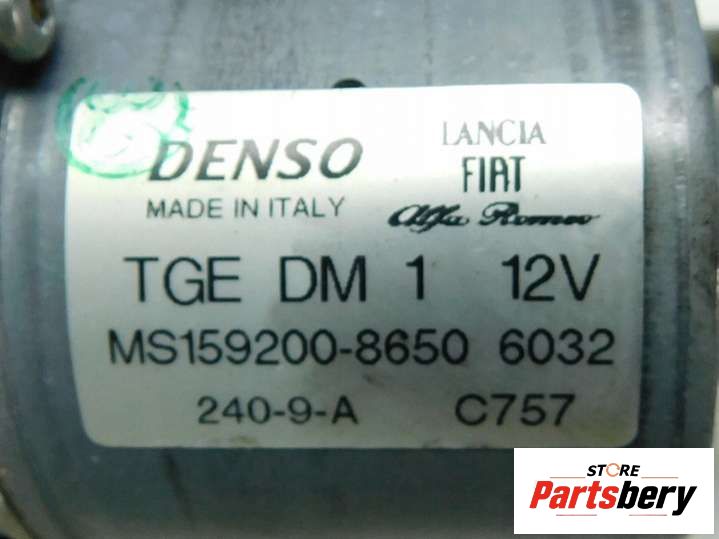 DENSO
MADE IN ITALY
LANCIA
FIAT
Alfa Romeo
TGE DM 1 12V
MS159200-8650 6032
240-9-A C757
STORE
Partsbery